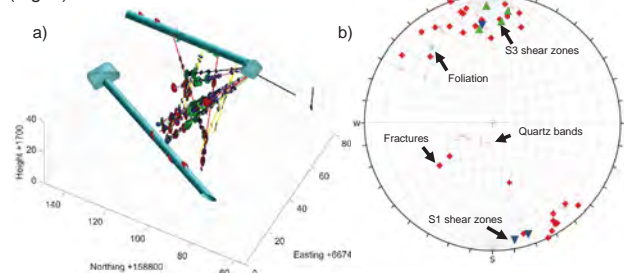 a)
b)
S3 shear zones
Foliation
W
Quartz bands
Fractures
S1 shear zones
S
Height +1700
40
20
0
140
120
100
80
60
0
20
40
60
80
Northing +158800
Easting +6674